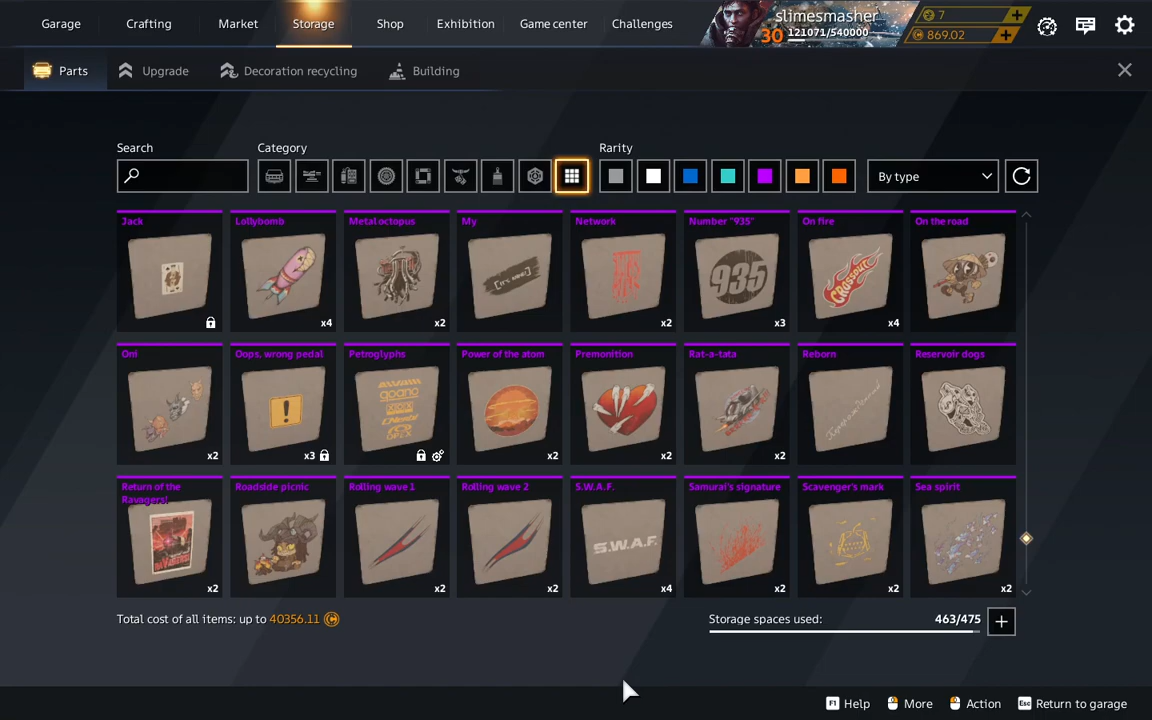 Garage Crafting Market Storage Shop Exhibition Game center Challenges
slimesmasher
30 121071/540000
7
869.02
Parts Upgrade Decoration recycling Building
Search Category Rarity
By type
Jack Lollybomb Metal octopus My Network Number "935" On fire On the road
[it's mine] 935 CROSSOUT
x4 x2 x2 x3 x4
Oni Oops, wrong pedal Petroglyphs Power of the atom Premonition Rat-a-tata Reborn Reservoir dogs
!
x2 x3 x2 x2 x2
Return of the
Ravagers! Roadside picnic Rolling wave 1 Rolling wave 2 S.W.A.F. Samurai's signature Scavenger's mark Sea spirit
S.W.A.F.
x2 x2 x2 x4 x2 x2 x2
Total cost of all items: up to 40356.11
Storage spaces used: 463/475
F1 Help More Action Esc Return to garage